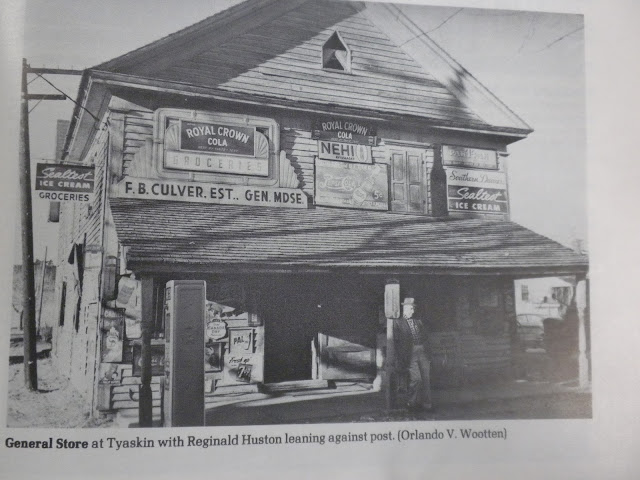 ROYAL CROWN
COLA
GROCERIES
ROYAL CROWN
COLA
NEHI
Sealtest
ICE CREAM
GROCERIES
F. B. CULVER. EST.. GEN. MDSE.
Southern Dairies
Sealtest
ICE CREAM
General Store at Tyaskin with Reginald Huston leaning against post. (Orlando V. Wootten)